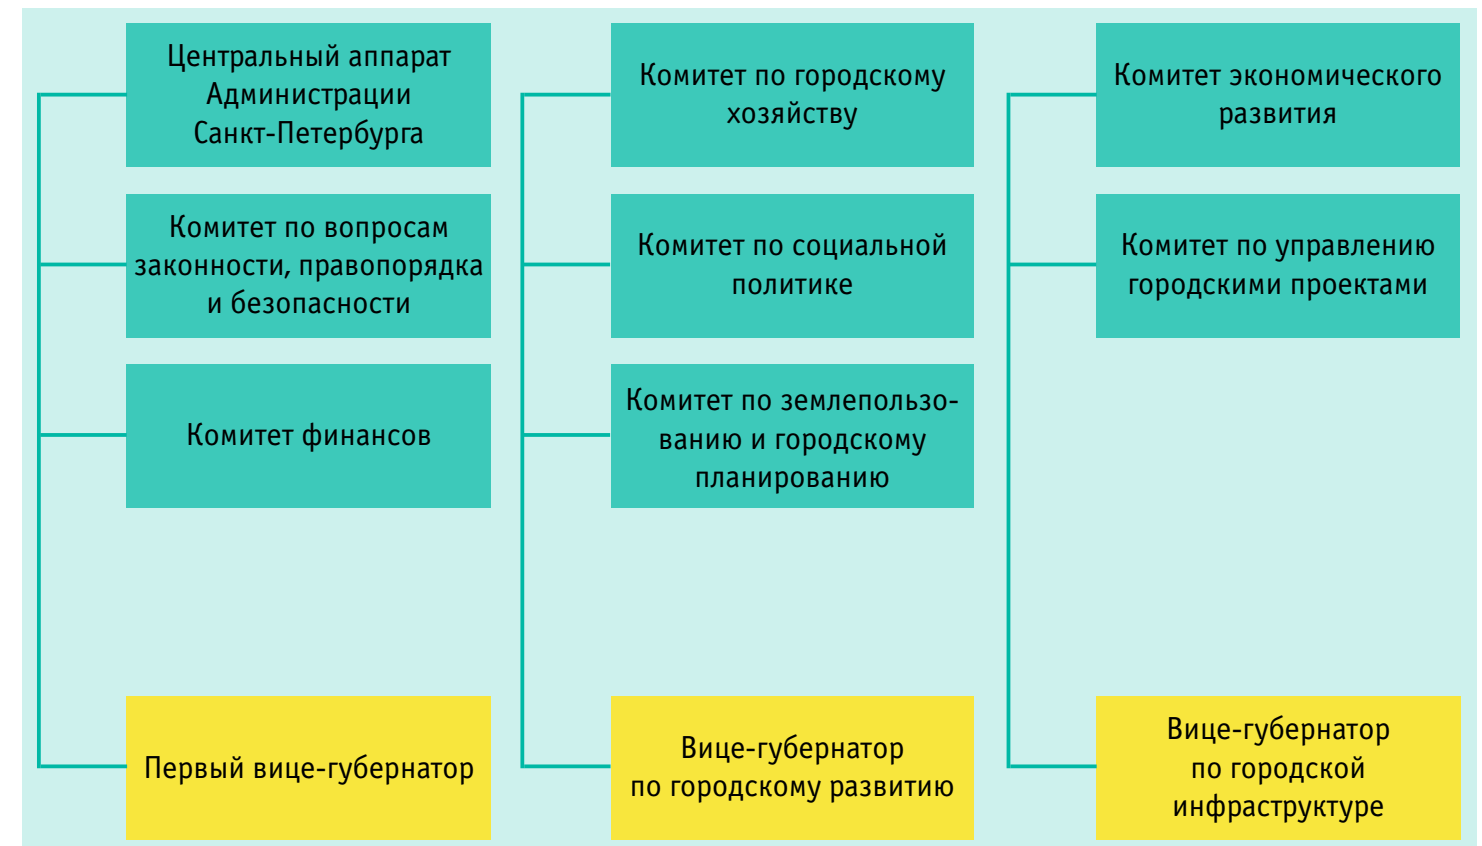 Центральный аппарат
Администрации
Санкт-Петербурга
Комитет по вопросам
законности, правопорядка
и безопасности
Комитет финансов
Первый вице-губернатор
Комитет по городскому
хозяйству
Комитет по социальной
политике
Комитет по землепользо-
ванию и городскому
планированию
Вице-губернатор
по городскому развитию
Комитет экономического
развития
Комитет по управлению
городскими проектами
Вице-губернатор
по городской
инфраструктуре